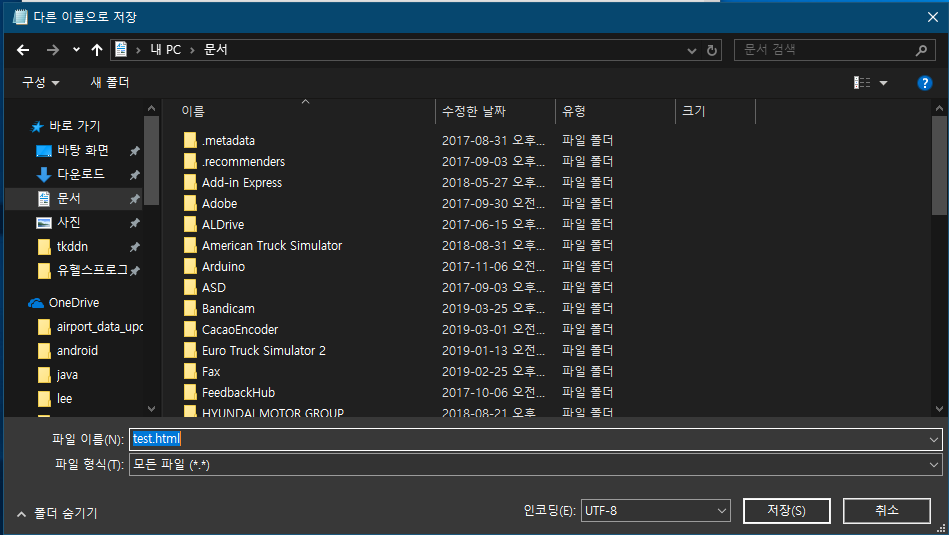 다른 이름으로 저장
내 PC > 문서
문서 검색
구성
새 폴더
이름 수정한 날짜 유형 크기
바로 가기
바탕 화면
다운로드
문서
사진
tkddn
유헬스프로그
OneDrive
airport_data_upd
android
java
lee
.metadata 2017-08-31 오후... 파일 폴더
.recommenders 2017-09-03 오후... 파일 폴더
Add-in Express 2018-05-27 오후... 파일 폴더
Adobe 2017-09-30 오전... 파일 폴더
ALDrive 2017-06-15 오후... 파일 폴더
American Truck Simulator 2018-08-31 오후... 파일 폴더
Arduino 2017-11-06 오전... 파일 폴더
ASD 2017-09-03 오후... 파일 폴더
Bandicam 2019-03-25 오후... 파일 폴더
CacaoEncoder 2019-03-01 오전... 파일 폴더
Euro Truck Simulator 2 2019-01-13 오전... 파일 폴더
Fax 2019-02-25 오후... 파일 폴더
FeedbackHub 2017-10-06 오전... 파일 폴더
HYUNDAI MOTOR GROUP 2018-08-21 오후 파일 폴더
파일 이름(N): test.html
파일 형식(T): 모든 파일 (*.*)
폴더 숨기기
인코딩(E): UTF-8
저장(S)
취소